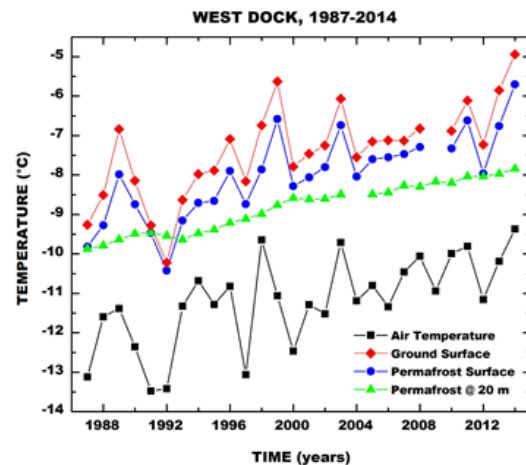 WEST DOCK, 1987-2014
-5
-6
-7
-8
-9
-10
-11
-12
-13
-14
TEMPERATURE (°C)
Air Temperature
Ground Surface
Permafrost Surface
Permafrost @ 20 m
1988 1992 1996 2000 2004 2008 2012
TIME (years)